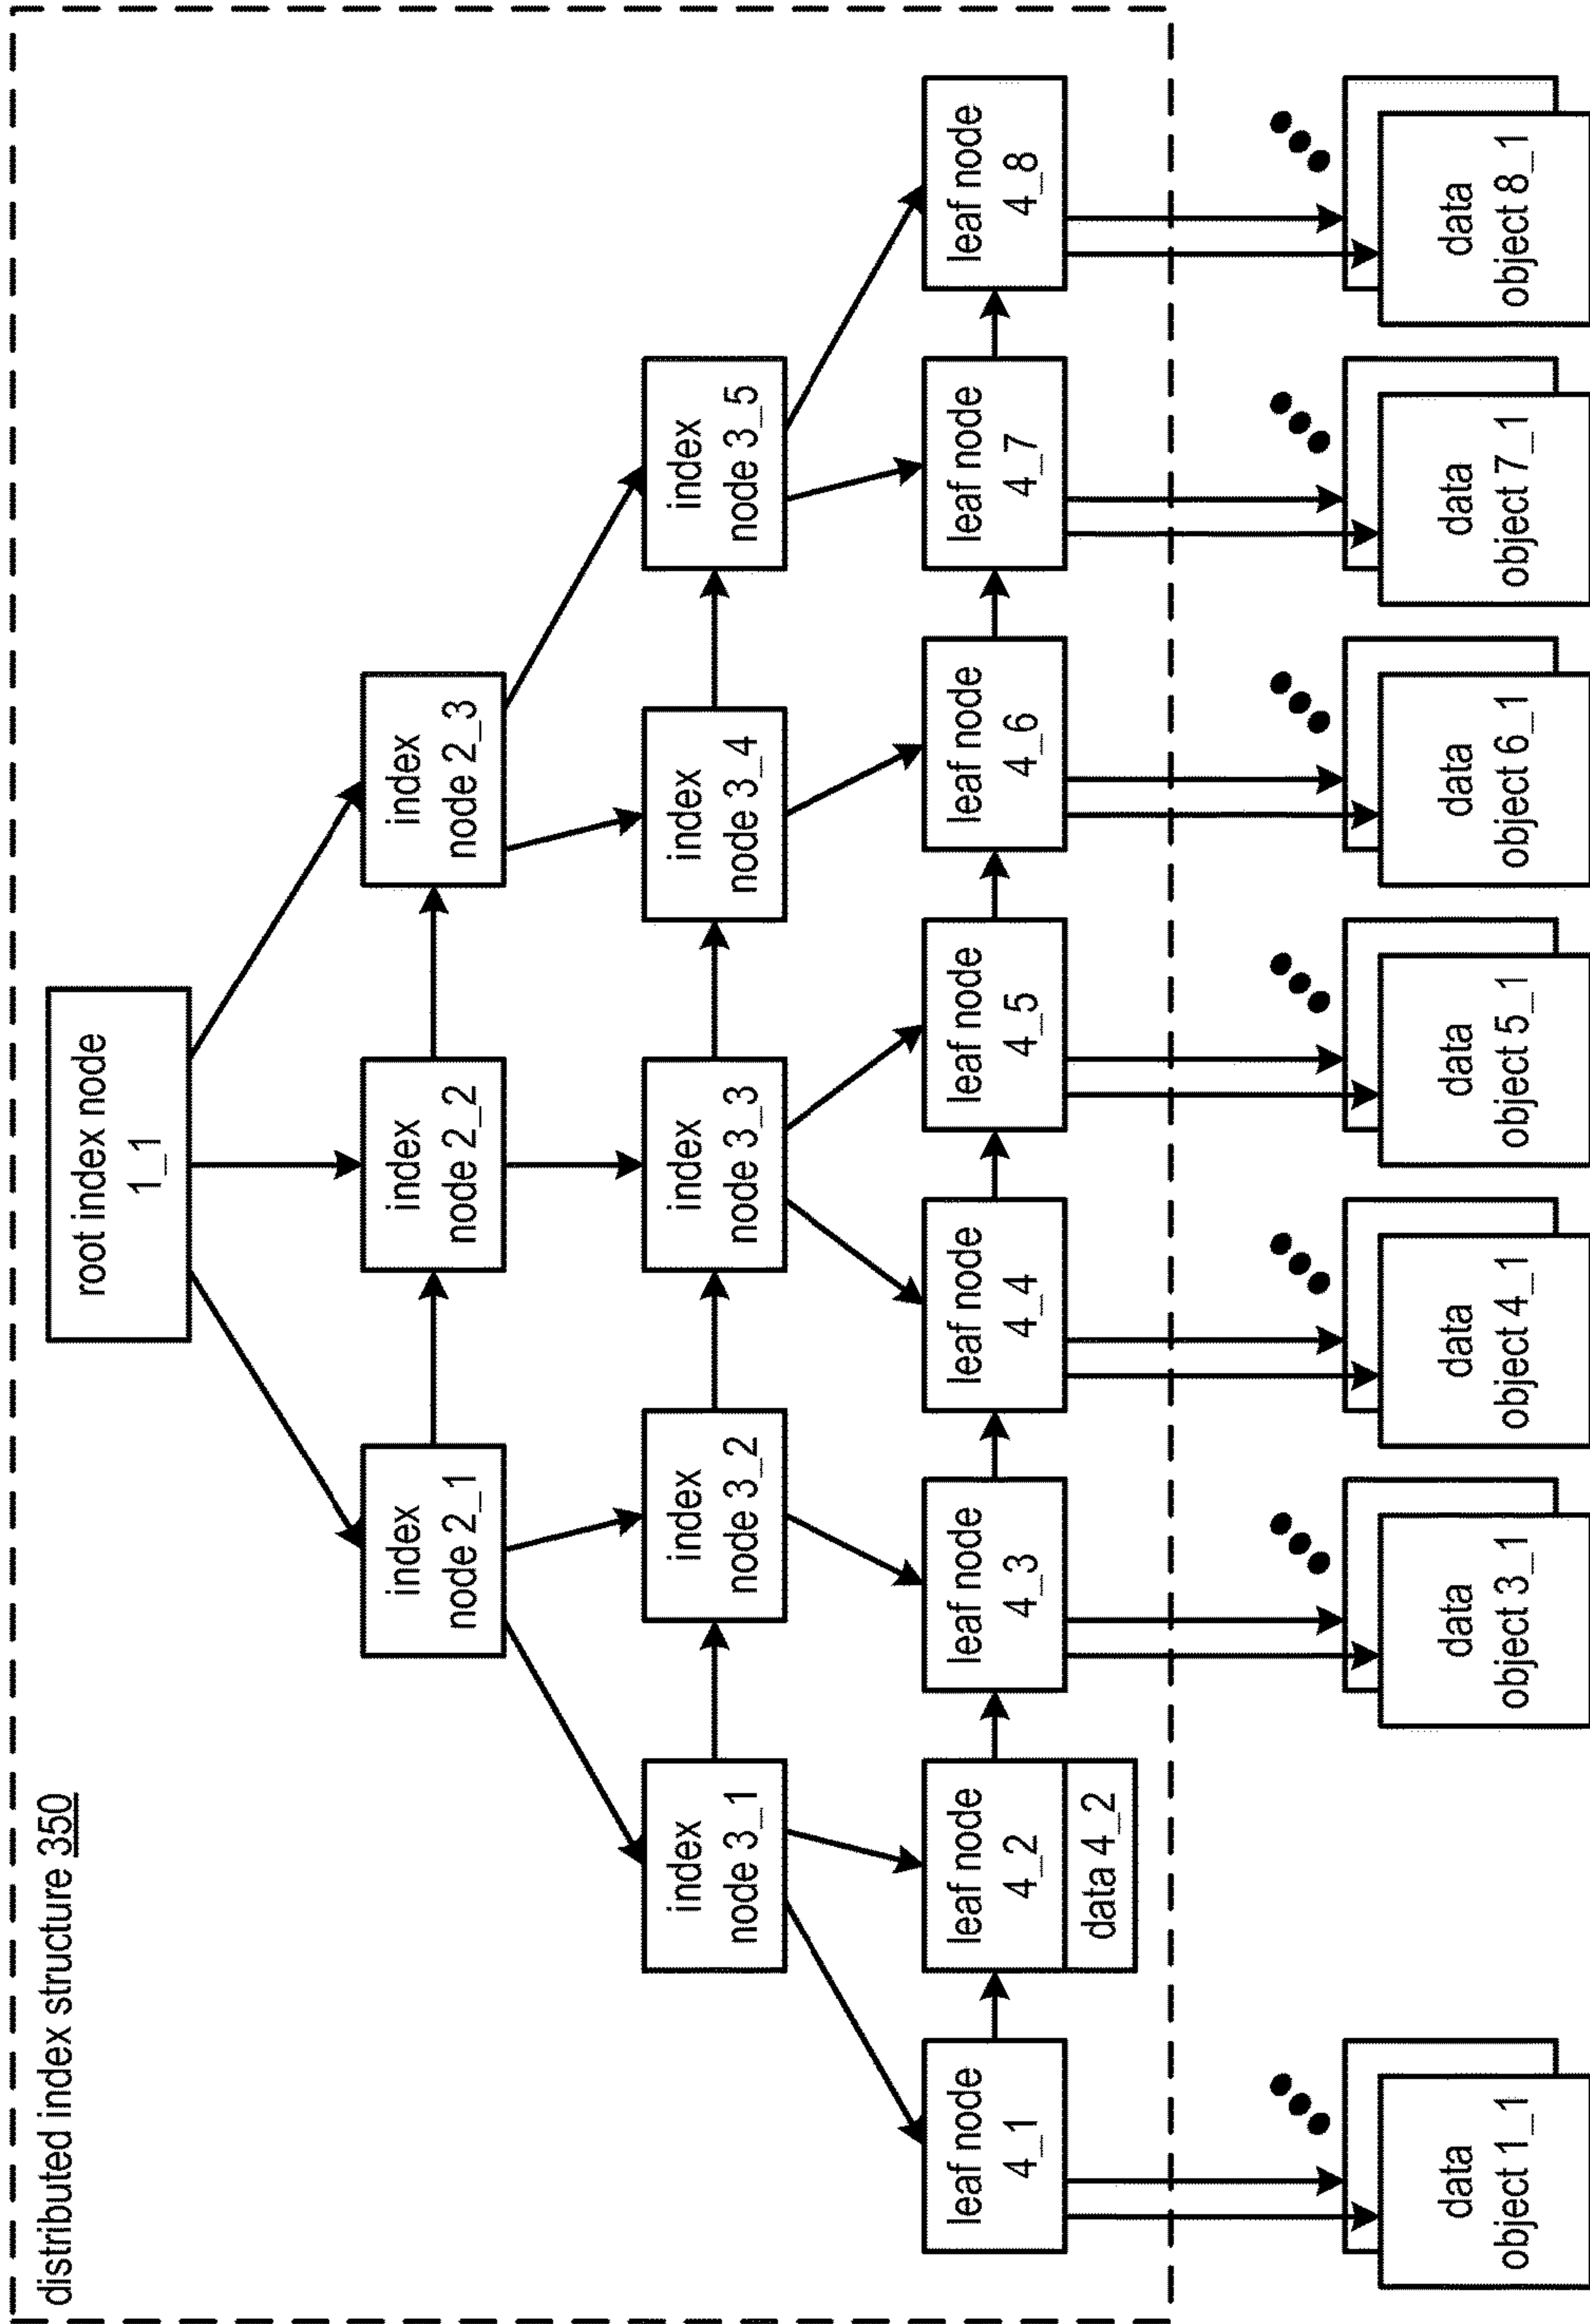 distributed index structure 350
root index node
1_1
index
node 2_1
index
node 2_2
index
node 2_3
index
node 3_1
index
node 3_2
index
node 3_3
index
node 3_4
index
node 3_5
leaf node
4_1
leaf node
4_2
data 4_2
leaf node
4_3
leaf node
4_4
leaf node
4_5
leaf node
4_6
leaf node
4_7
leaf node
4_8
data
object 1_1
data
object 3_1
data
object 4_1
data
object 5_1
data
object 6_1
data
object 7_1
data
object 8_1